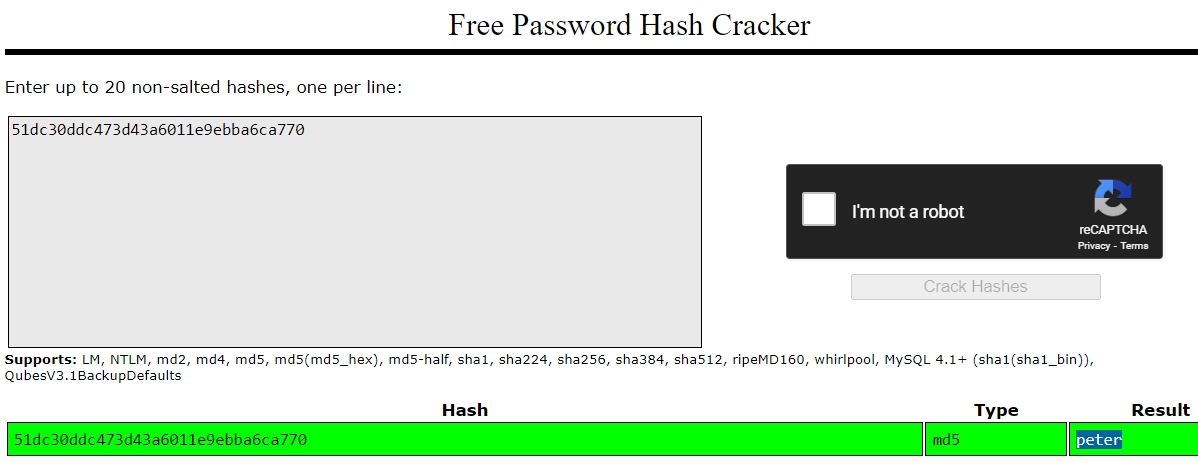 Free Password Hash Cracker
Enter up to 20 non-salted hashes, one per line:
51dc30ddc473d43a6011e9ebba6ca770
I'm not a robot
reCAPTCHA
Privacy - Terms
Crack Hashes
Supports: LM, NTLM, md2, md4, md5, md5(md5_hex), md5-half, sha1, sha224, sha256, sha384, sha512, ripeMD160, whirlpool, MySQL 4.1+ (sha1(sha1_bin)),
QubesV3.1BackupDefaults
Hash Type Result
51dc30ddc473d43a6011e9ebba6ca770 md5 peter